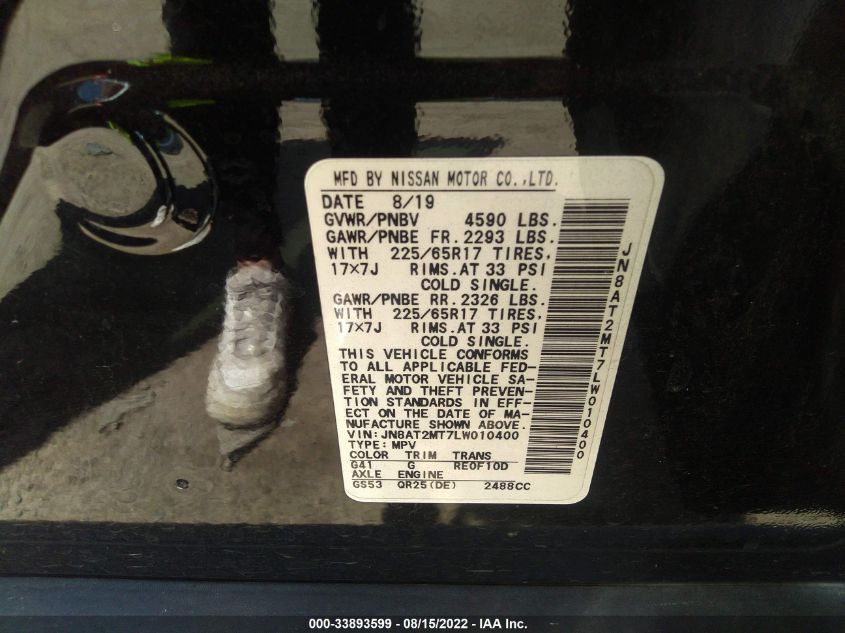 MFD BY NISSAN MOTOR CO.,LTD.
DATE 8/19
GVWR/PNBV 4590 LBS.
GAWR/PNBE FR.2293 LBS.
WITH 225/65R17 TIRES,
17×7J RIMS.AT 33 PSI
COLD SINGLE.
GAWR/PNBE RR.2326 LBS.
WITH 225/65R17 TIRES,
17×7J RIMS.AT 33 PSI
COLD SINGLE.
THIS VEHICLE CONFORMS
TO ALL APPLICABLE FED-
ERAL MOTOR VEHICLE SA-
FETY AND THEFT PREVEN-
TION STANDARDS IN EFF-
ECT ON THE DATE OF MA-
NUFACTURE SHOWN ABOVE.
VIN:JN8AT2MT7LW010400
TYPE:MPV
COLOR TRIM TRANS
G41 G RE0F10D
AXLE ENGINE
GS53 QR25(DE) 2488CC
JN8AT2MT7LW010400
000-33893599 - 08/15/2022 - IAA Inc.